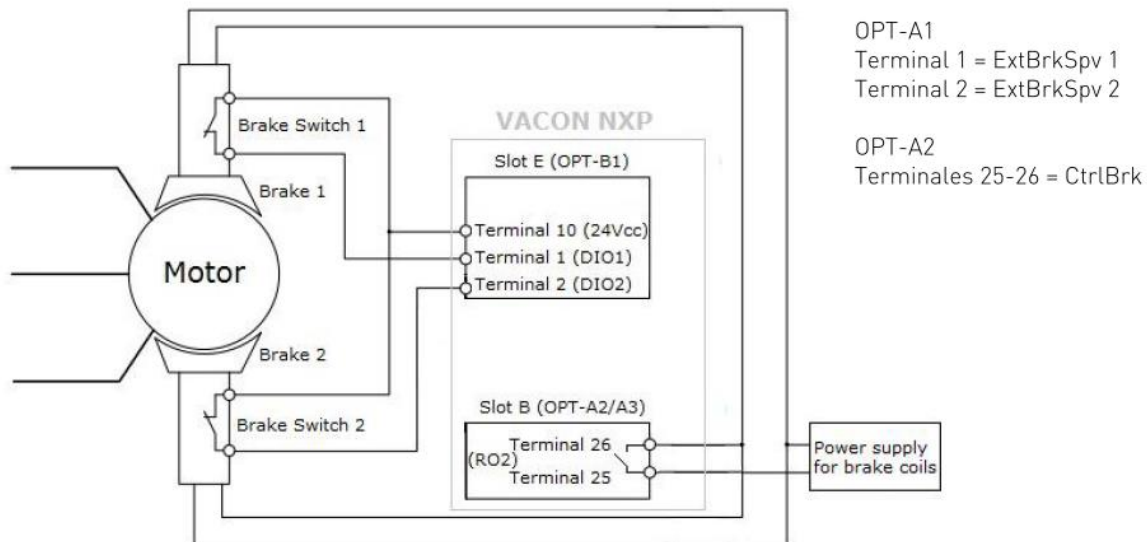 OPT-A1
Terminal 1 = ExtBrkSpv 1
Terminal 2 = ExtBrkSpv 2
OPT-A2
Terminales 25-26 = CtrlBrk
Brake Switch 1
Brake 1
Motor
Brake 2
Brake Switch 2
VACON NXP
Slot E (OPT-B1)
Terminal 10 (24Vcc)
Terminal 1 (DIO1)
Terminal 2 (DIO2)
Slot B (OPT-A2/A3)
Terminal 26
(RO2)
Terminal 25
Power supply
for brake coils